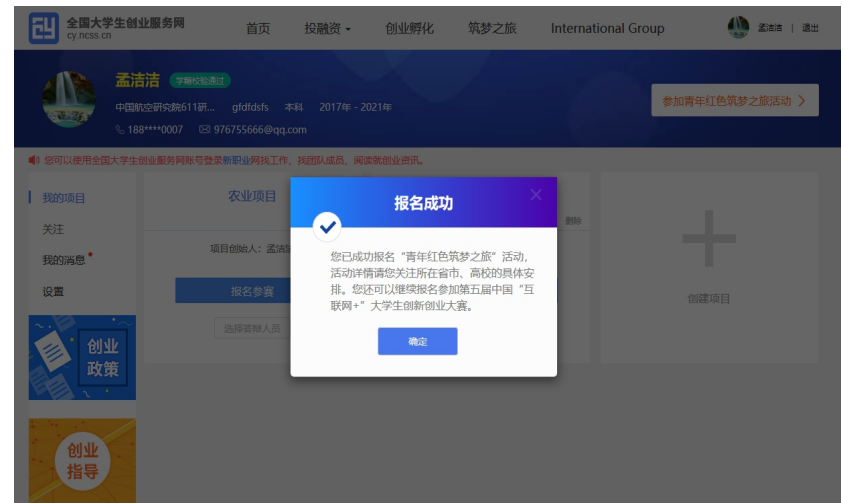 全国大学生创业服务网
cy.ncss.cn
首页 投融资 创业孵化 筑梦之旅 International Group 孟洁洁 | 退出
孟洁洁 学籍校验通过
中国航空研究院611研... gfdfdsfs 本科 2017年 - 2021年
188****0007 976755666@qq.com
参加青年红色筑梦之旅活动 >
您可以使用全国大学生创业服务网账号登录新职业网找工作、找团队成员、阅读就创业资讯。
我的项目
关注
我的消息
设置
创业
政策
创业
指导
农业项目
删除
项目创始人：孟洁洁
报名参赛
选择答辩人员
创建项目
报名成功
您已成功报名“青年红色筑梦之旅”活动，
活动详情请您关注所在省市、高校的具体安
排。您还可以继续报名参加第五届中国“互
联网+”大学生创新创业大赛。
确定